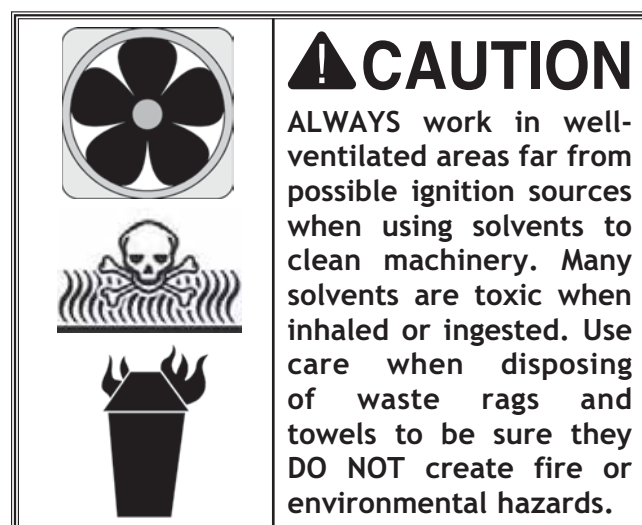 CAUTION
ALWAYS work in well-
ventilated areas far from
possible ignition sources
when using solvents to
clean machinery. Many
solvents are toxic when
inhaled or ingested. Use
care when disposing
of waste rags and
towels to be sure they
DO NOT create fire or
environmental hazards.